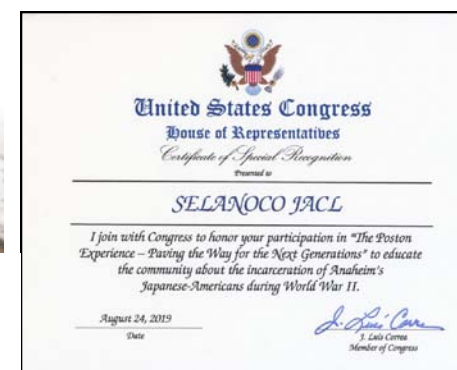 United States Congress
House of Representatives
Certificate of Special Recognition
Presented to
SELANOCO JACL
I join with Congress to honor your participation in "The Poston
Experience – Paving the Way for the Next Generations" to educate
the community about the incarceration of Anaheim's
Japanese-Americans during World War II.
August 24, 2019
Date
J. Luis Correa
J. Luis Correa
Member of Congress